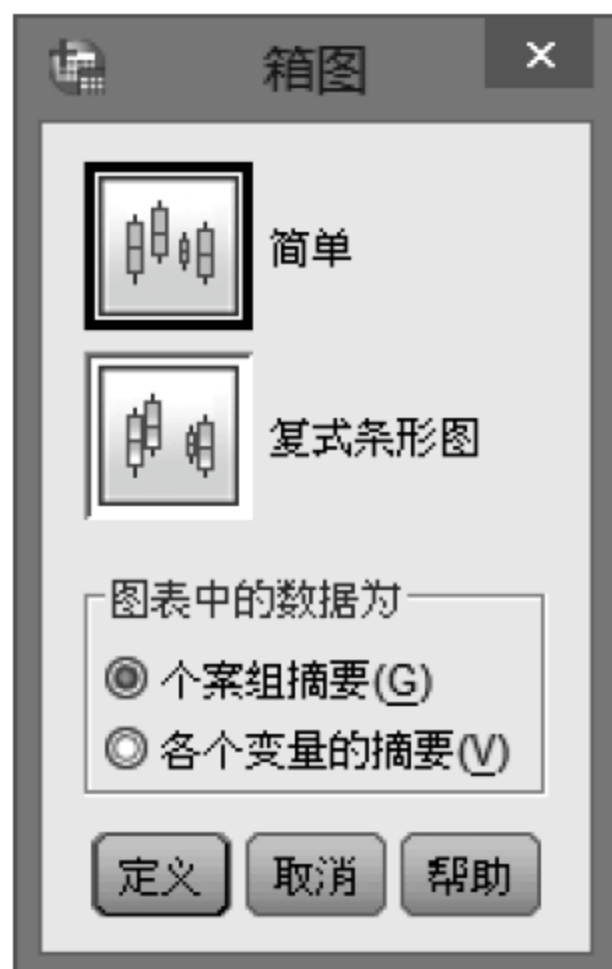 箱图
简单
复式条形图
图表中的数据为
个案组摘要(G)
各个变量的摘要(V)
定义 取消 帮助